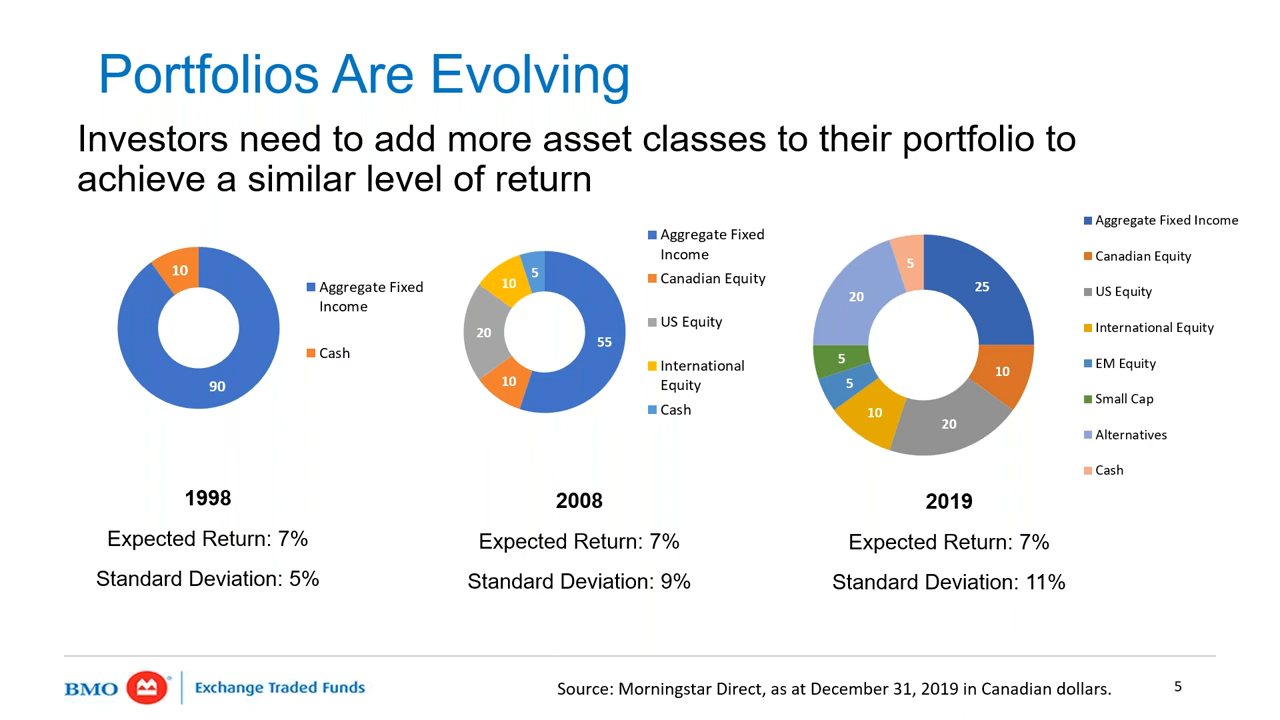 Portfolios Are Evolving
Investors need to add more asset classes to their portfolio to
achieve a similar level of return
10
90
Aggregate Fixed
Income
Cash
1998
Expected Return: 7%
Standard Deviation: 5%
5
10
20
55
10
Aggregate Fixed
Income
Canadian Equity
US Equity
International
Equity
Cash
2008
Expected Return: 7%
Standard Deviation: 9%
5
25
20
5
10
5
10
20
Aggregate Fixed Income
Canadian Equity
US Equity
International Equity
EM Equity
Small Cap
Alternatives
Cash
2019
Expected Return: 7%
Standard Deviation: 11%
BMO Exchange Traded Funds
Source: Morningstar Direct, as at December 31, 2019 in Canadian dollars.
5